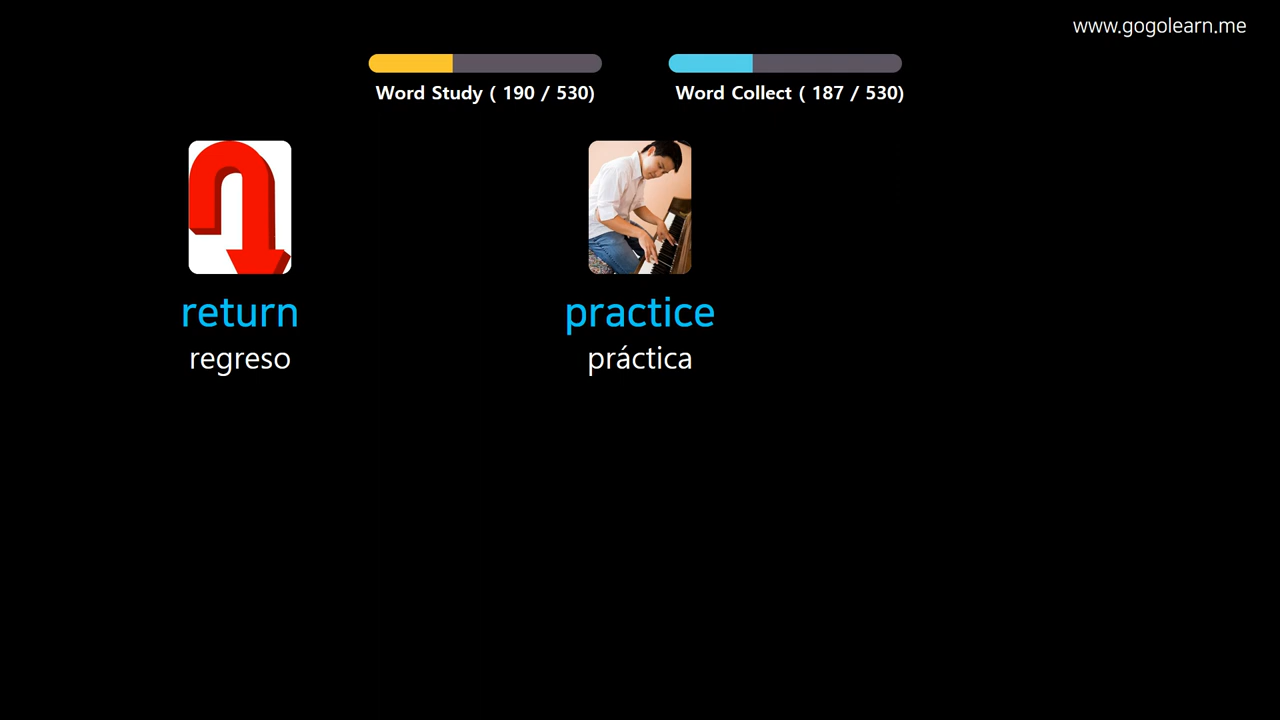 www.gogolearn.me
Word Study ( 190 / 530)
Word Collect ( 187 / 530)
return
regreso
practice
práctica